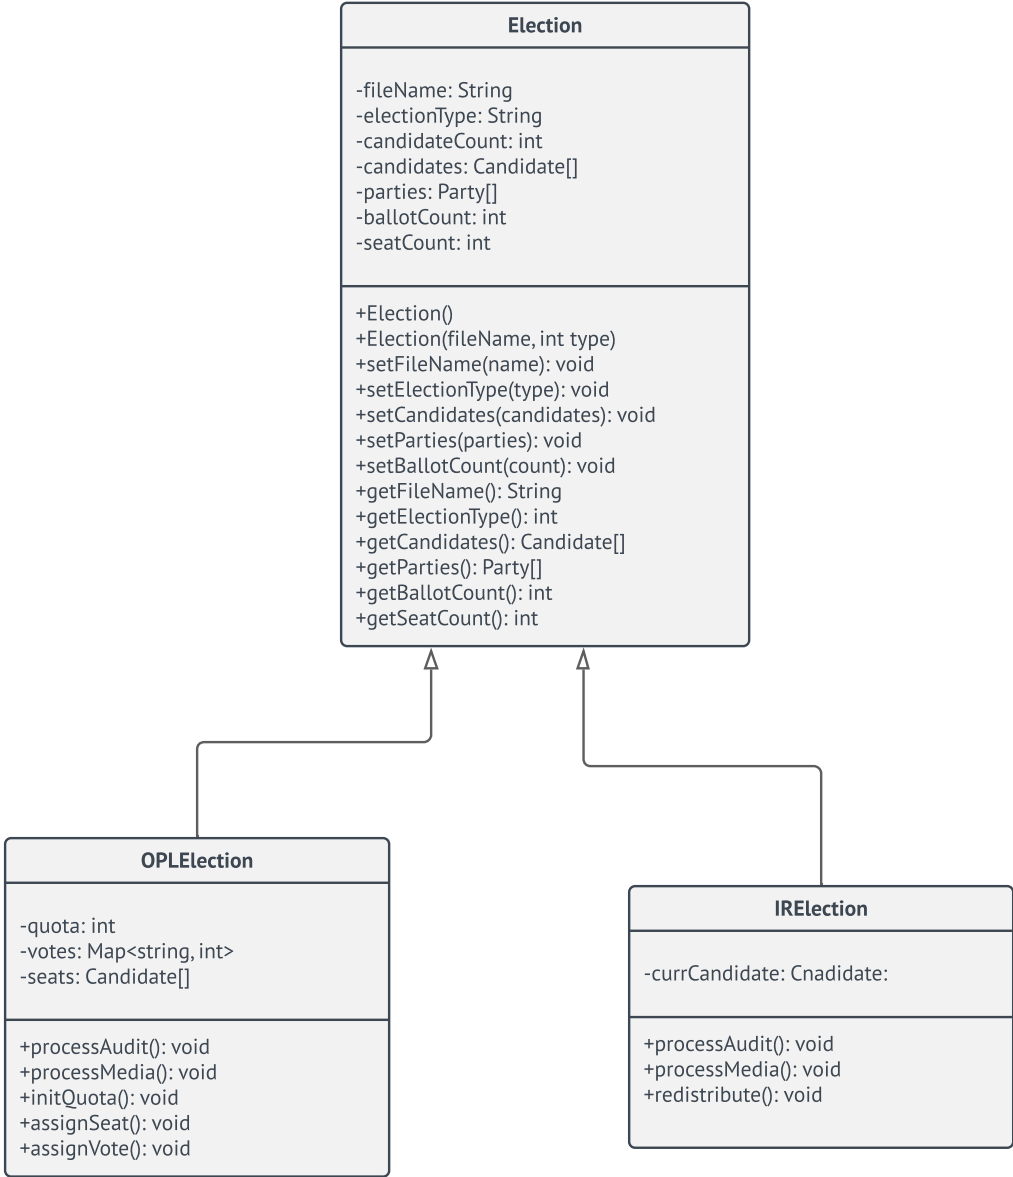 Election
-fileName: String
-electionType: String
-candidateCount: int
-candidates: Candidate[]
-parties: Party[]
-ballotCount: int
-seatCount: int
+Election()
+Election(fileName, int type)
+setFileName(name): void
+setElectionType(type): void
+setCandidates(candidates): void
+setParties(parties): void
+setBallotCount(count): void
+getFileName(): String
+getElectionType(): int
+getCandidates(): Candidate[]
+getParties(): Party[]
+getBallotCount(): int
+getSeatCount(): int
OPLElection
-quota: int
-votes: Map<string, int>
-seats: Candidate[]
+processAudit(): void
+processMedia(): void
+initQuota(): void
+assignSeat(): void
+assignVote(): void
IRElection
-currCandidate: Cnadidate:
+processAudit(): void
+processMedia(): void
+redistribute(): void